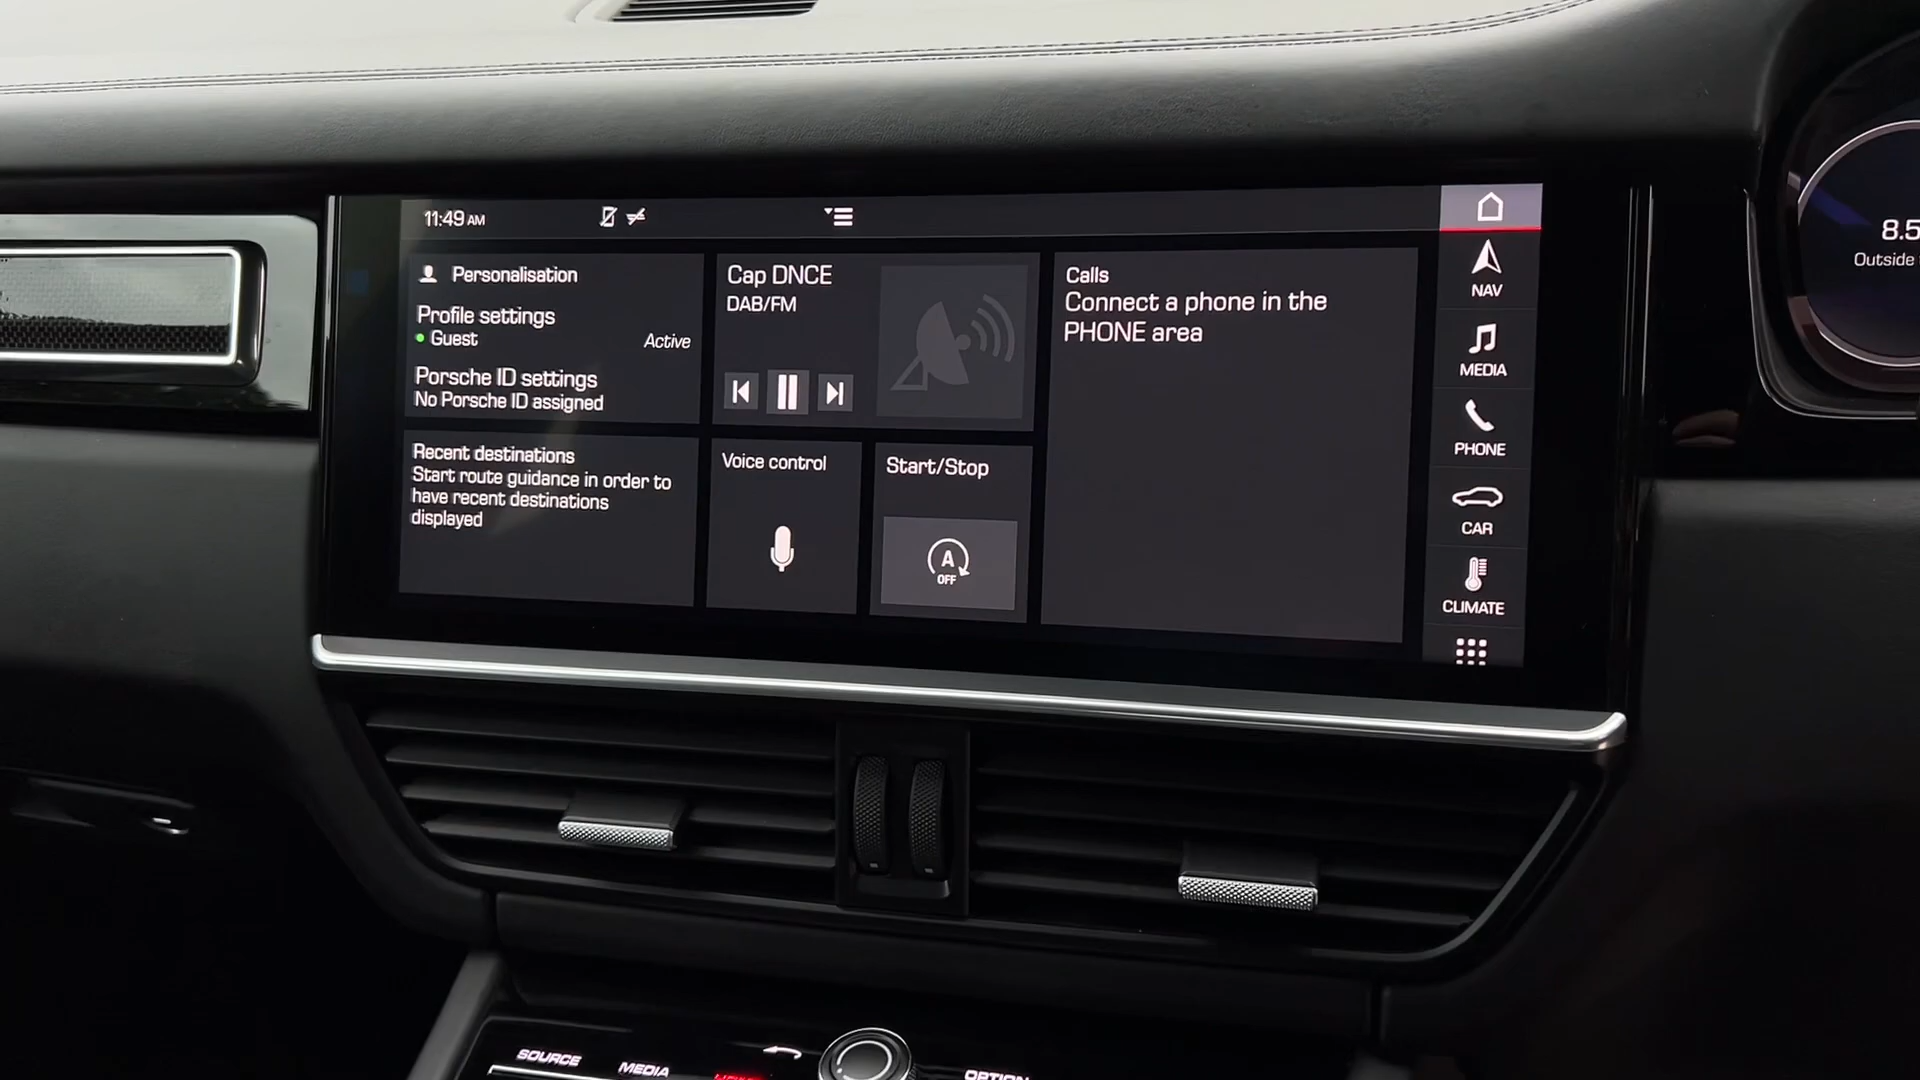 11:49 AM
Personalisation
Profile settings
Guest
Active
Porsche ID settings
No Porsche ID assigned
Recent destinations
Start route guidance in order to
have recent destinations
displayed
Cap DNCE
DAB/FM
Voice control
Start/Stop
A
OFF
Calls
Connect a phone in the
PHONE area
NAV
MEDIA
PHONE
CAR
CLIMATE
8.5
Outside
SOURCE
MEDIA
OPTION